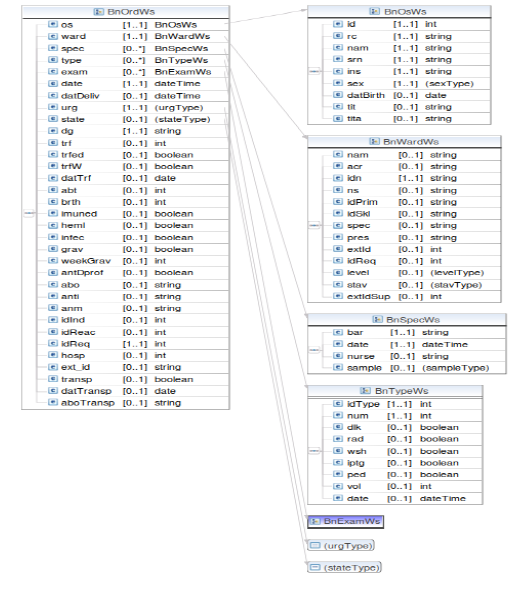 BnOrdWs
os [1..1] BnOsWs
ward [1..1] BnWardWs
spec [0..*] BnSpecWs
type [0..*] BnTypeWs
exam [0..*] BnExamWs
date [1..1] dateTime
datDeliv [0..1] dateTime
urg [1..1] (urgType)
state [0..1] (stateType)
dg [1..1] string
trf [0..1] int
trfed [0..1] boolean
trfW [0..1] boolean
datTrf [0..1] date
abt [0..1] int
brth [0..1] int
imuned [0..1] boolean
heml [0..1] boolean
infec [0..1] boolean
grav [0..1] boolean
weekGrav [0..1] int
antDprof [0..1] boolean
abo [0..1] string
anti [0..1] string
anm [0..1] string
idInd [0..1] int
idReac [0..1] int
idReq [1..1] int
hosp [0..1] int
ext_id [0..1] string
transp [0..1] boolean
datTransp [0..1] date
aboTransp [0..1] string
BnOsWs
id [1..1] int
rc [1..1] string
nam [1..1] string
srn [1..1] string
ins [1..1] string
sex [1..1] (sexType)
datBirth [0..1] date
tit [0..1] string
tita [0..1] string
BnWardWs
nam [0..1] string
acr [0..1] string
idn [1..1] string
ns [0..1] string
idPrim [0..1] string
idSkl [0..1] string
spec [0..1] string
pres [0..1] string
extId [0..1] int
idReq [0..1] int
level [0..1] (levelType)
stav [0..1] (stavType)
extIdSup [0..1] int
BnSpecWs
bar [1..1] string
date [1..1] dateTime
nurse [0..1] string
sample [0..1] (sampleType)
BnTypeWs
idType [1..1] int
num [1..1] int
dlk [0..1] boolean
rad [0..1] boolean
wsh [0..1] boolean
lptg [0..1] boolean
ped [0..1] boolean
vol [0..1] int
date [0..1] dateTime
BnExamWs
(urgType)
(stateType)